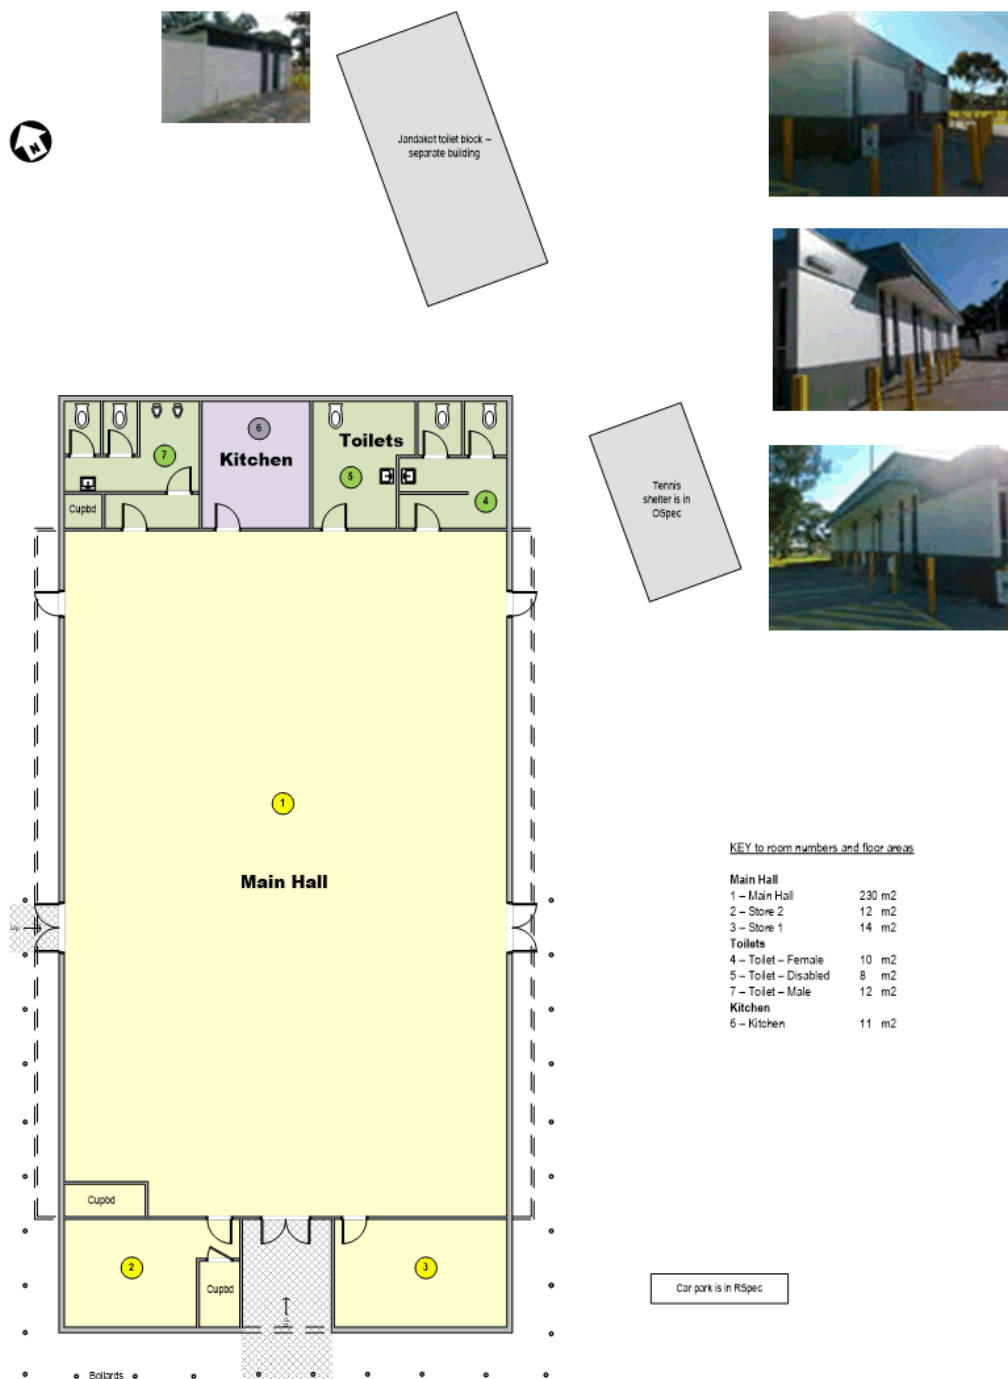 N
Jandakot toilet block –
separate building
6
Kitchen
Toilets
5
7
4
Cupbd
Tennis
shelter is in
OSpec
1
Main Hall
Up
KEY to room numbers and floor areas
Main Hall
1 – Main Hall 230 m2
2 – Store 2 12 m2
3 – Store 1 14 m2
Toilets
4 – Toilet – Female 10 m2
5 – Toilet – Disabled 8 m2
7 – Toilet – Male 12 m2
Kitchen
6 – Kitchen 11 m2
Cupbd
2
Cupbd
3
Car park is in RSpec
Bollards